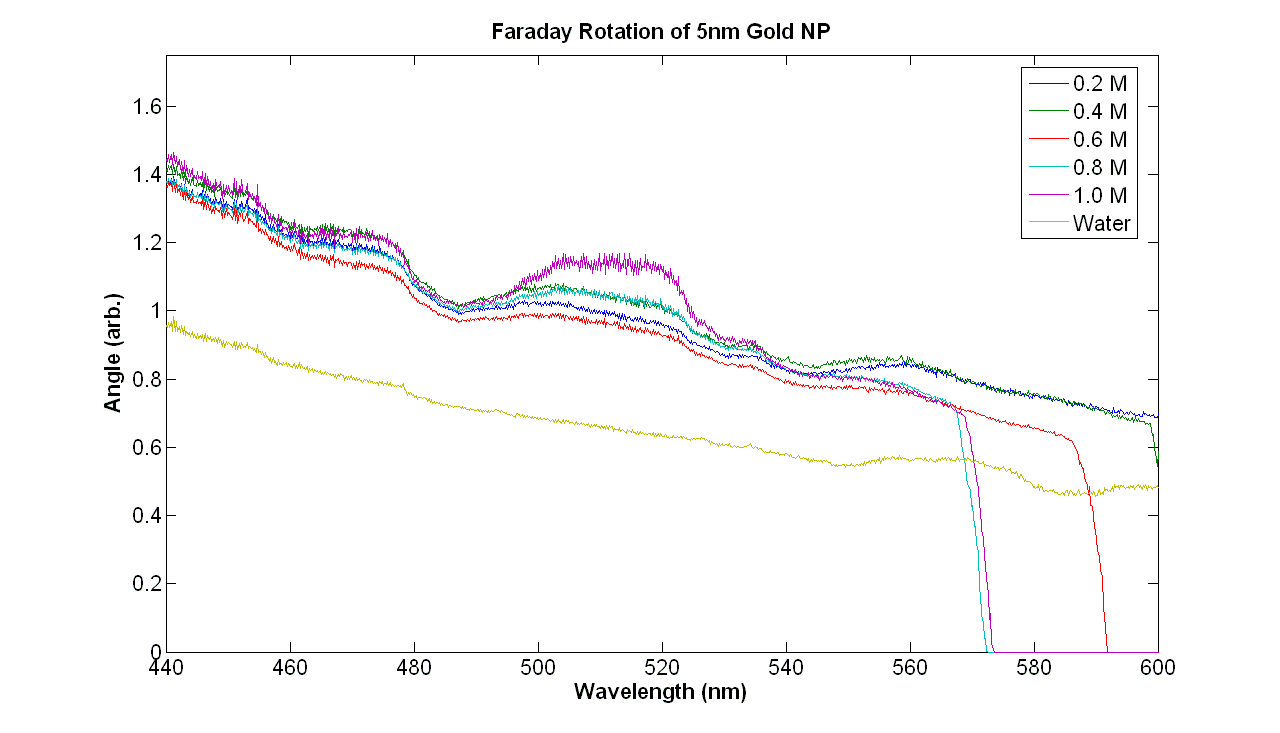 Faraday Rotation of 5nm Gold NP
0.2 M
0.4 M
0.6 M
0.8 M
1.0 M
Water
1.6
1.4
1.2
1
0.8
0.6
0.4
0.2
0
Angle (arb.)
440
460
480
500
520
540
560
580
600
Wavelength (nm)